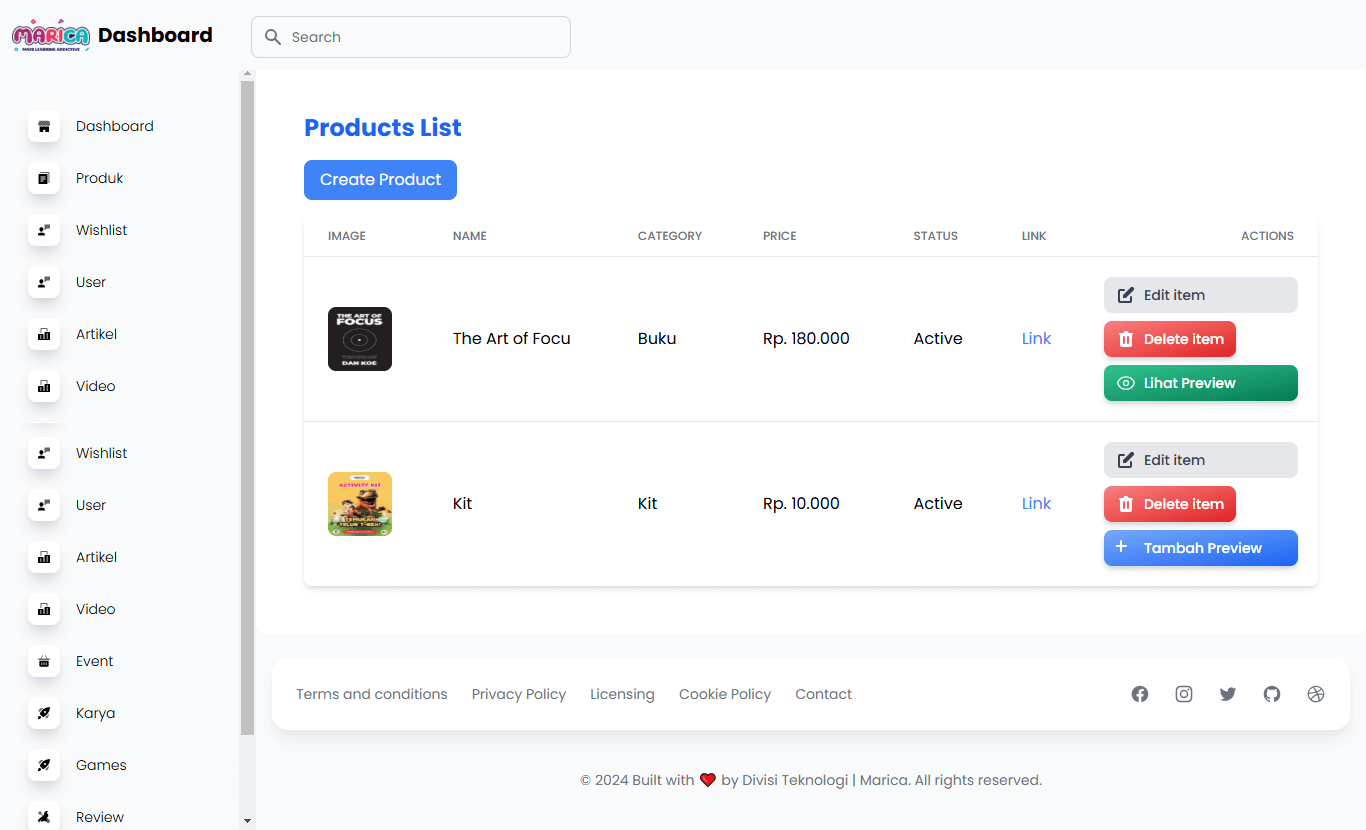 MARICA
MAKE LEARNING ADDICTIVE
Dashboard
Search
Dashboard
Produk
Wishlist
User
Artikel
Video
Wishlist
User
Artikel
Video
Event
Karya
Games
Review
Products List
Create Product
IMAGE NAME CATEGORY PRICE STATUS LINK ACTIONS
THE ART OF
FOCUS
DAN KOE
The Art of Focu Buku Rp. 180.000 Active Link
Edit item
Delete item
Lihat Preview
ACTIVITY KIT
TEMUKAN
TELUR T-REX!
Kit Kit Rp. 10.000 Active Link
Edit item
Delete item
Tambah Preview
Terms and conditions Privacy Policy Licensing Cookie Policy Contact
© 2024 Built with ❤ by Divisi Teknologi | Marica. All rights reserved.